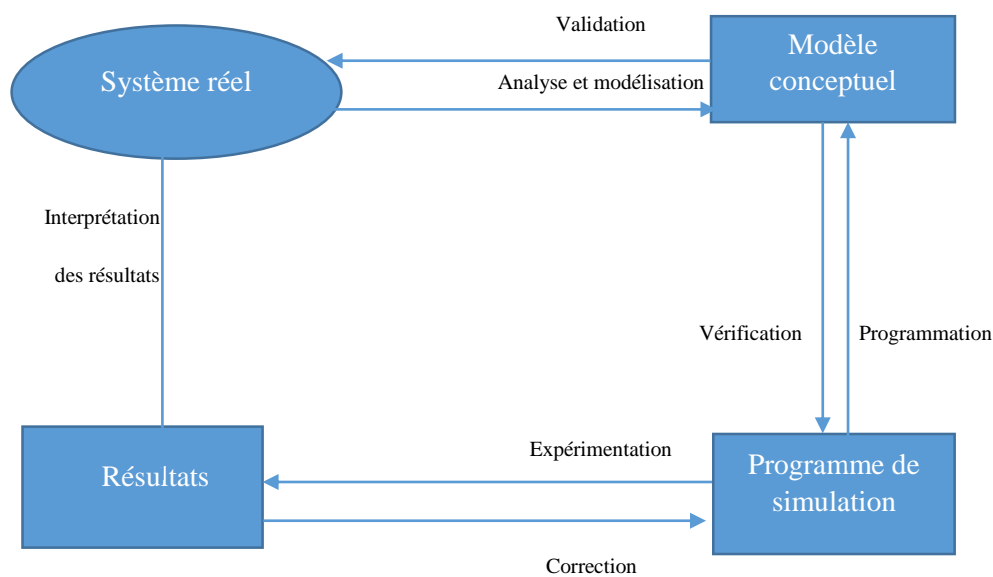 Validation
Système réel
Modèle
conceptuel
Analyse et modélisation
Interprétation
des résultats
Vérification
Programmation
Résultats
Expérimentation
Programme de
simulation
Correction